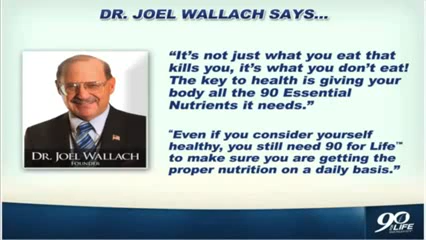 DR. JOEL WALLACH SAYS...
“It’s not just what you eat that
kills you, it’s what you don’t eat!
The key to health is giving your
body all the 90 Essential
Nutrients it needs.”
"Even if you consider yourself
healthy, you still need 90 for Life™
to make sure you are getting the
proper nutrition on a daily basis.”
DR. JOEL WALLACH
FOUNDER
90 FOR LIFE